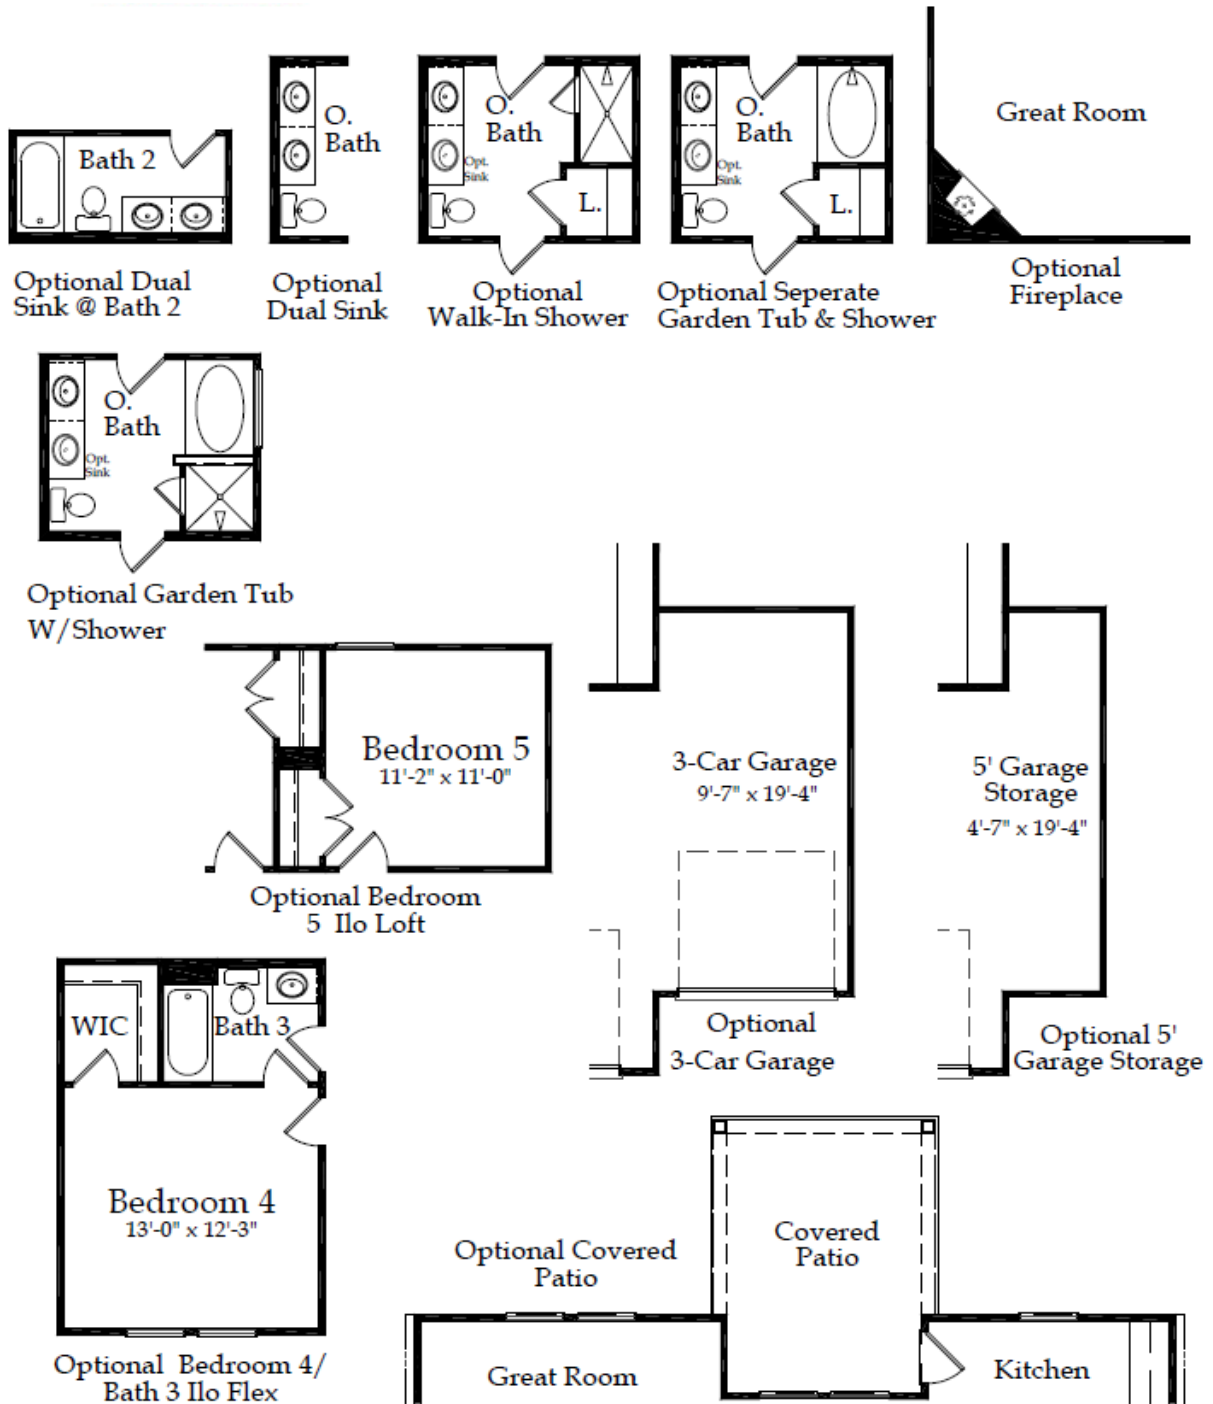 Bath 2
Optional Dual
Sink @ Bath 2
O.
Bath
Optional
Dual Sink
O.
Bath
Opt.
Sink
L.
Optional
Walk-In Shower
O.
Bath
Opt.
Sink
L.
Optional Seperate
Garden Tub & Shower
Great Room
Optional
Fireplace
O.
Bath
Opt.
Sink
Optional Garden Tub
W/Shower
Bedroom 5
11'-2" x 11'-0"
Optional Bedroom
5 Ilo Loft
3-Car Garage
9'-7" x 19'-4"
Optional
3-Car Garage
5' Garage
Storage
4'-7" x 19'-4"
Optional 5'
Garage Storage
WIC
Bath 3
Bedroom 4
13'-0" x 12'-3"
Optional Bedroom 4/
Bath 3 Ilo Flex
Optional Covered
Patio
Covered
Patio
Great Room
Kitchen